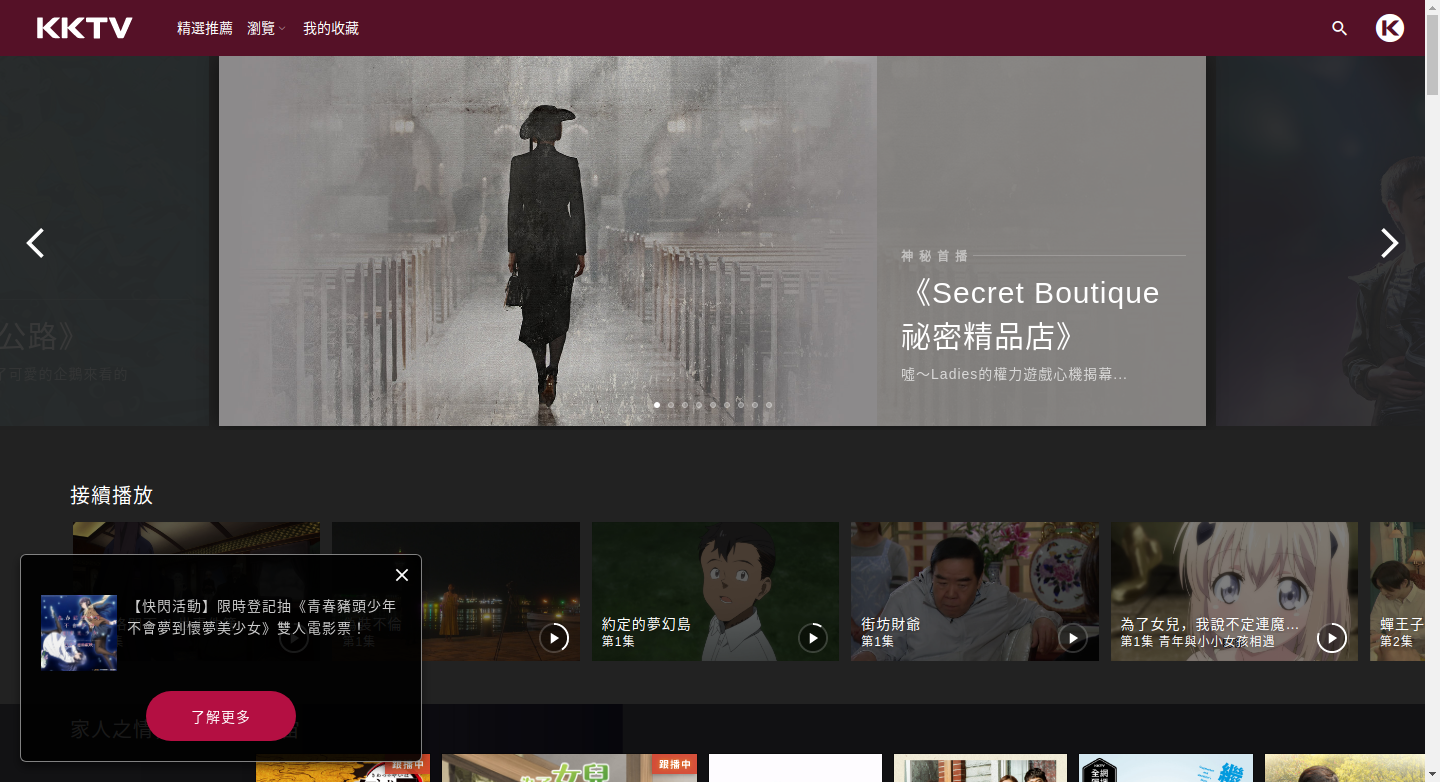 KKTV
精選推薦
瀏覽
我的收藏
公路》
了可愛的企鵝來看的
神秘首播
《Secret Boutique
祕密精品店》
噓～Ladies的權力遊戲心機揭幕...
接續播放
約定的夢幻島
第1集
街坊財爺
第1集
為了女兒，我說不定連魔...
第1集 青年與小小女孩相遇
蟬王子
第2集
【快閃活動】限時登記抽《青春豬頭少年
不會夢到懷夢美少女》雙人電影票！
了解更多
家人之情
跟播中
跟播中
女兒
KKTV
全網